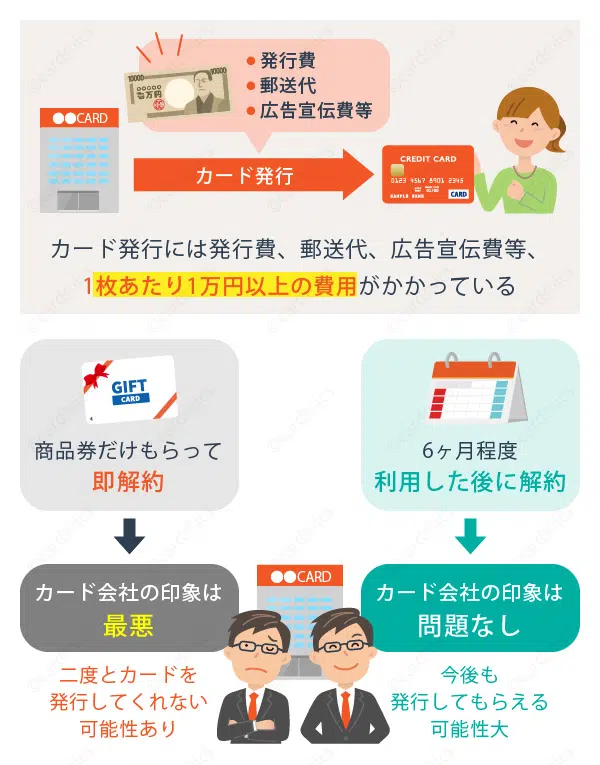 発行費
郵送代
広告宣伝費等
10000
10000
壱万円
●●CARD
カード発行
CREDIT CARD
0123 4567 8901 2345
SAMPLE NAME
CARD
カード発行には発行費、郵送代、広告宣伝費等、
1枚あたり1万円以上の費用がかかっている
GIFT
CARD
商品券だけもらって
即解約
6ヶ月程度
利用した後に解約
カード会社の印象は
最悪
●●CARD
カード会社の印象は
問題なし
二度とカードを
発行してくれない
可能性あり
今後も
発行してもらえる
可能性大